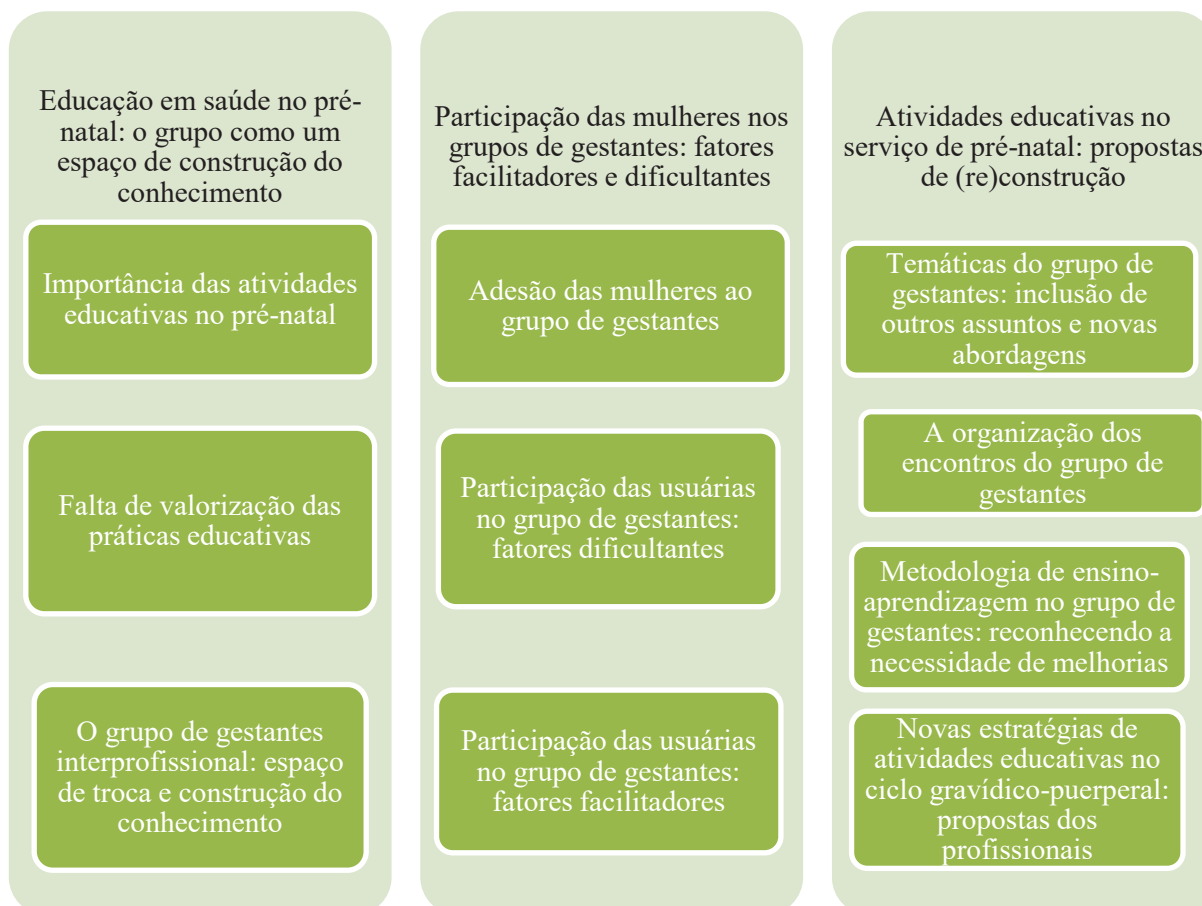 Educação em saúde no pré-
natal: o grupo como um
espaço de construção do
conhecimento
Importância das atividades
educativas no pré-natal
Falta de valorização das
práticas educativas
O grupo de gestantes
interprofissional: espaço
de troca e construção do
conhecimento
Participação das mulheres nos
grupos de gestantes: fatores
facilitadores e dificultantes
Adesão das mulheres ao
grupo de gestantes
Participação das usuárias
no grupo de gestantes:
fatores dificultantes
Participação das usuárias
no grupo de gestantes:
fatores facilitadores
Atividades educativas no
serviço de pré-natal: propostas
de (re)construção
Temáticas do grupo de
gestantes: inclusão de
outros assuntos e novas
abordagens
A organização dos
encontros do grupo de
gestantes
Metodologia de ensino-
aprendizagem no grupo de
gestantes: reconhecendo a
necessidade de melhorias
Novas estratégias de
atividades educativas no
ciclo gravídico-puerperal:
propostas dos
profissionais